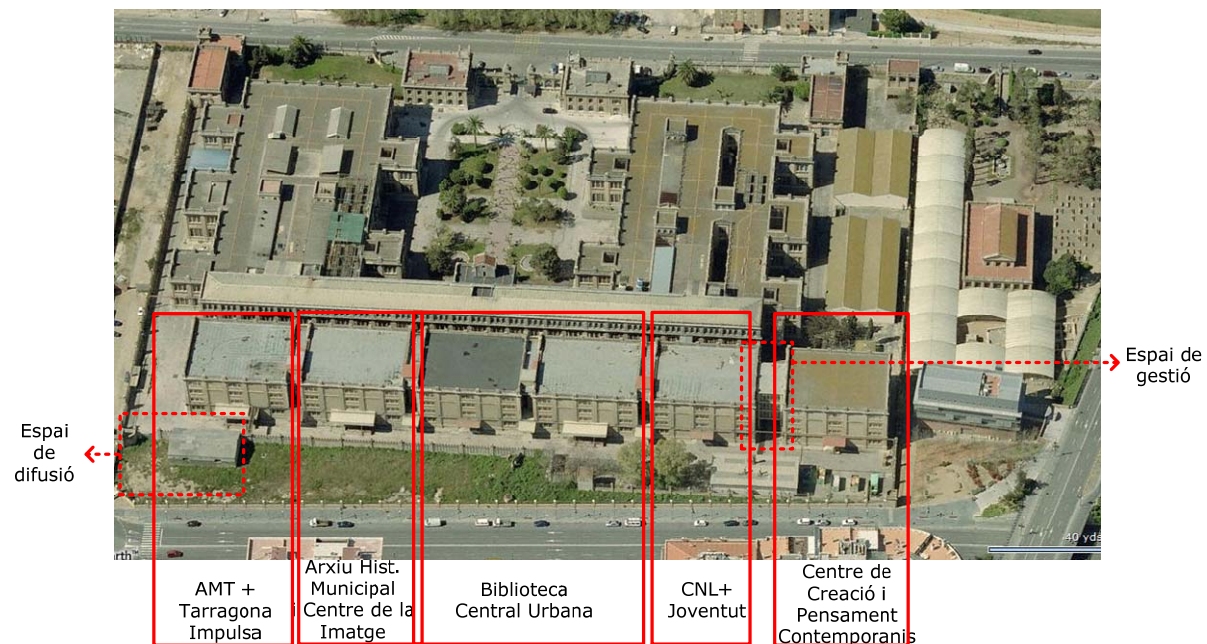 Espai de
gestió
Espai
de
difusió
40 yds
arth
AMT +
Tarragona
Impulsa
Arxiu Hist.
Municipal
i Centre de la
Imatge
Biblioteca
Central Urbana
CNL+
Joventut
Centre de
Creació i
Pensament
Contemporanis